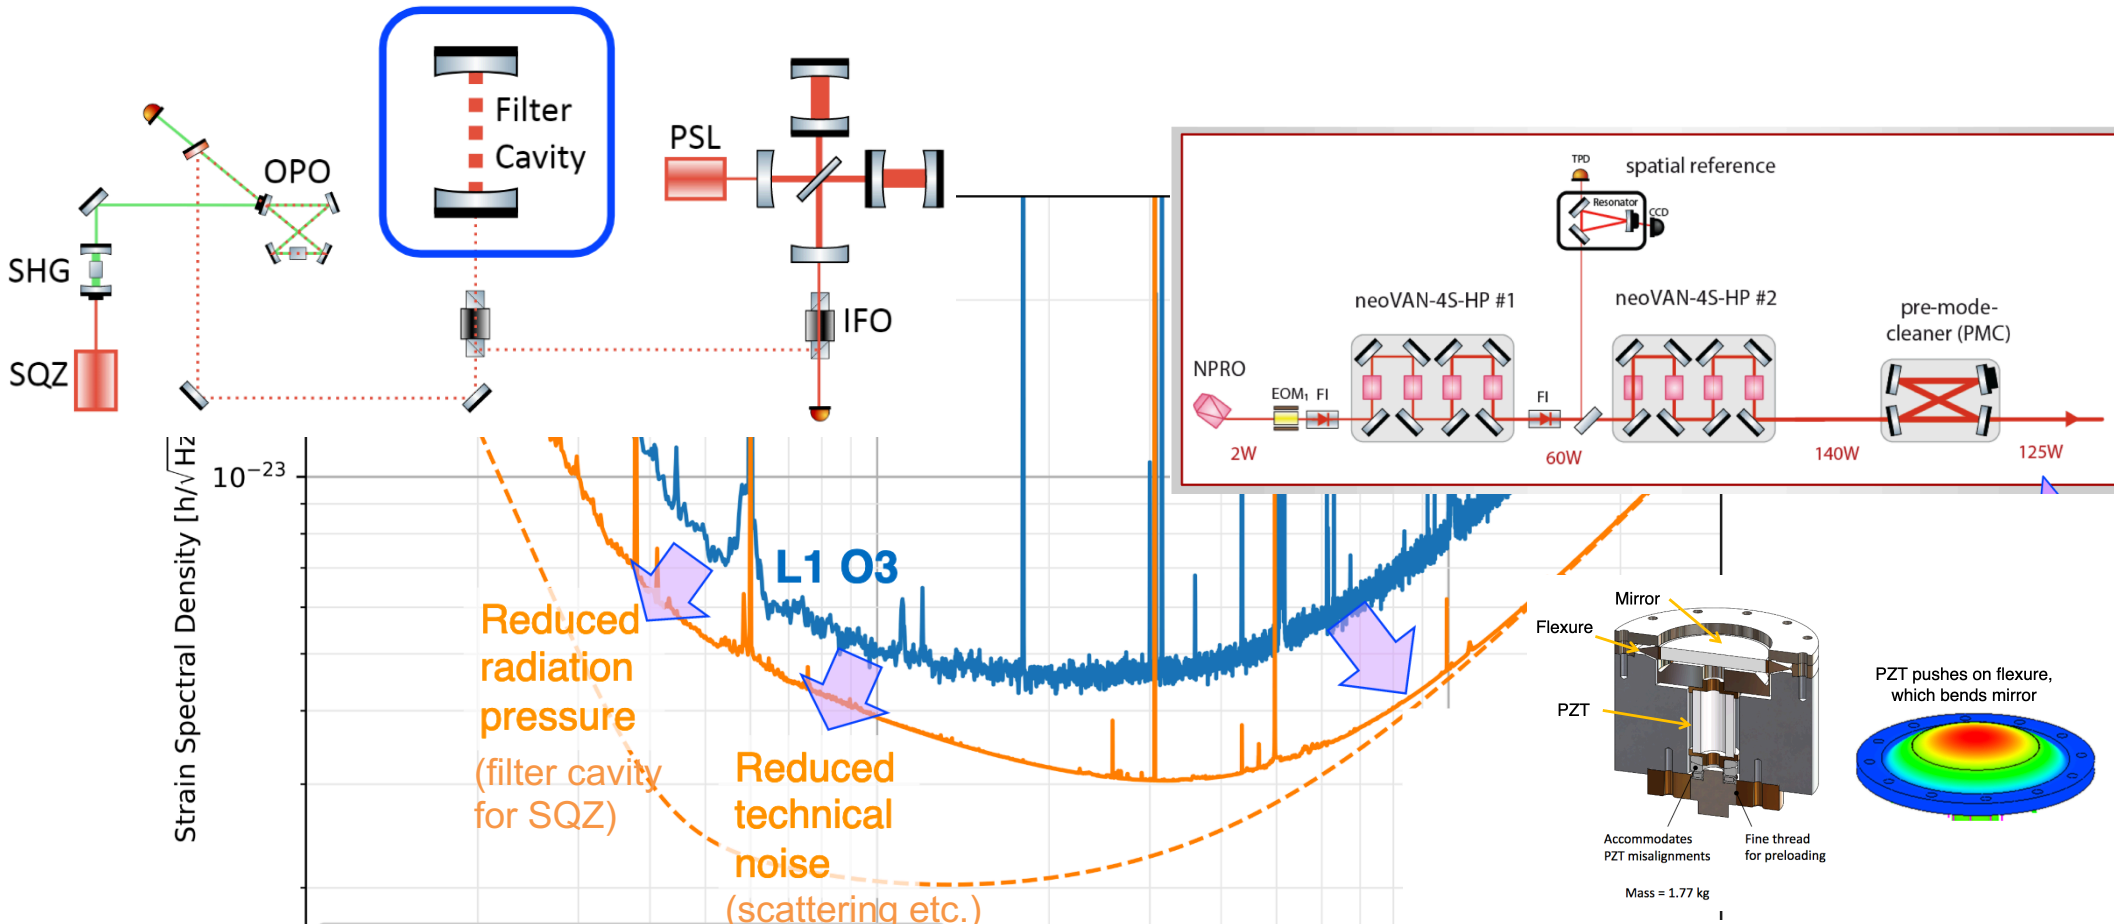 Filter
Cavity
OPO
SHG
SQZ
PSL
IFO
TPD
spatial reference
Resonator
CCD
neoVAN-4S-HP #1
neoVAN-4S-HP #2
pre-mode-
cleaner (PMC)
NPRO
EOM₁ FI
FI
2W
60W
140W
125W
Strain Spectral Density [h/√Hz
10⁻²³
L1 O3
Reduced
radiation
pressure
(filter cavity
for SQZ)
Reduced
technical
noise
(scattering etc.)
Mirror
Flexure
PZT
PZT pushes on flexure,
which bends mirror
Accommodates
PZT misalignments
Fine thread
for preloading
Mass = 1.77 kg